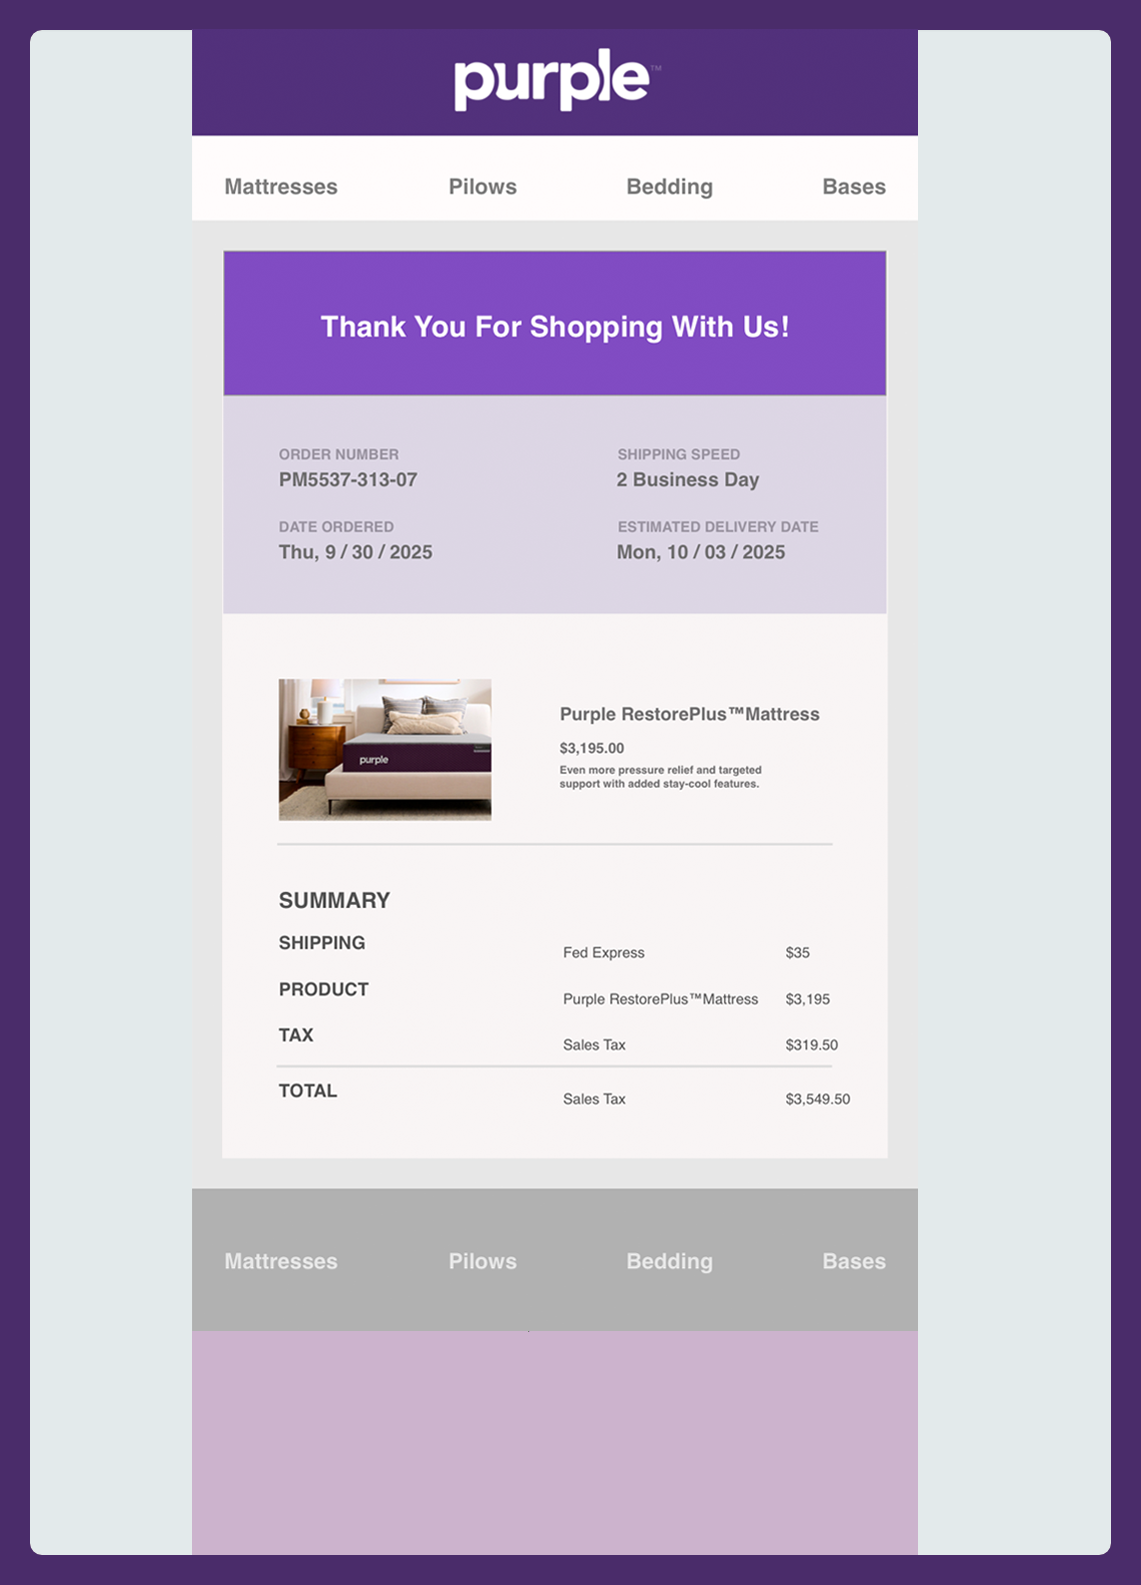 purple™
Mattresses Pilows Bedding Bases
Thank You For Shopping With Us!
ORDER NUMBER
PM5537-313-07
SHIPPING SPEED
2 Business Day
DATE ORDERED
Thu, 9 / 30 / 2025
ESTIMATED DELIVERY DATE
Mon, 10 / 03 / 2025
purple
Purple RestorePlus™Mattress
$3,195.00
Even more pressure relief and targeted
support with added stay-cool features.
SUMMARY
SHIPPING Fed Express $35
PRODUCT Purple RestorePlus™Mattress $3,195
TAX Sales Tax $319.50
TOTAL Sales Tax $3,549.50
Mattresses Pilows Bedding Bases